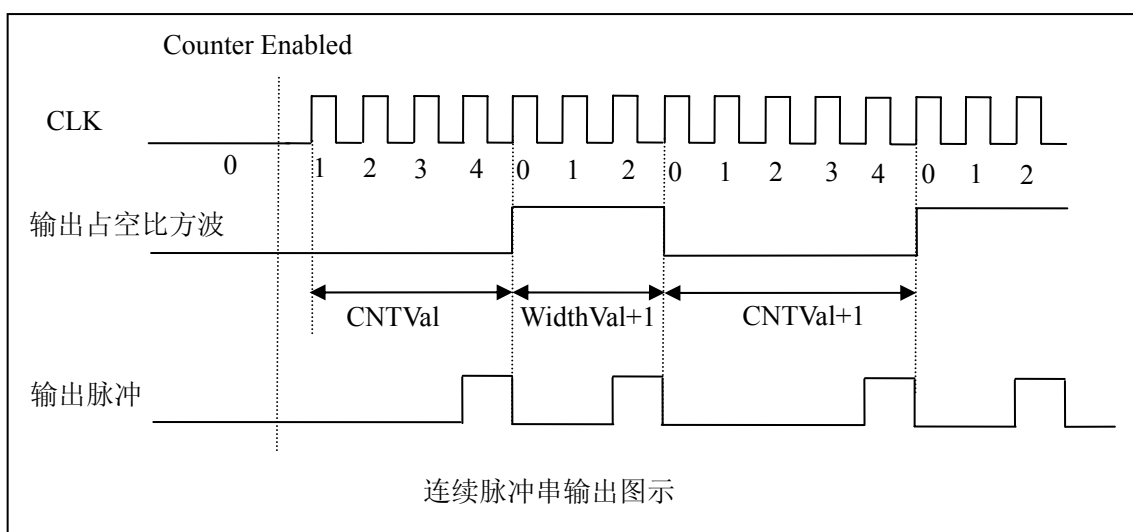 Counter Enabled
CLK
0 1 2 3 4 0 1 2 0 1 2 3 4 0 1 2
输出占空比方波
CNTVal WidthVal+1 CNTVal+1
输出脉冲
连续脉冲串输出图示